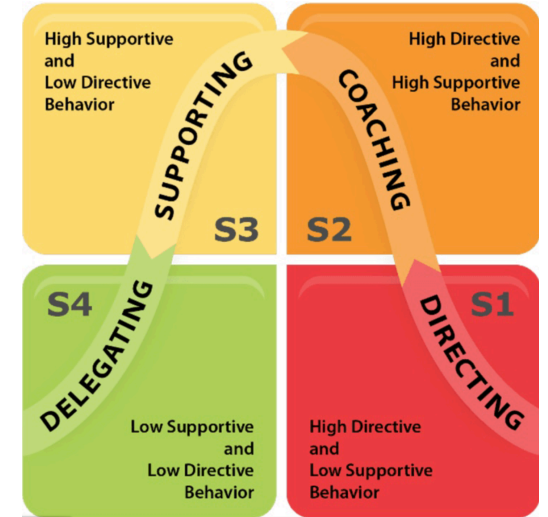 High Supportive
and
Low Directive
Behavior
SUPPORTING
S3
High Directive
and
High Supportive
Behavior
COACHING
S2
S4
DELEGATING
Low Supportive
and
Low Directive
Behavior
S1
DIRECTING
High Directive
and
Low Supportive
Behavior